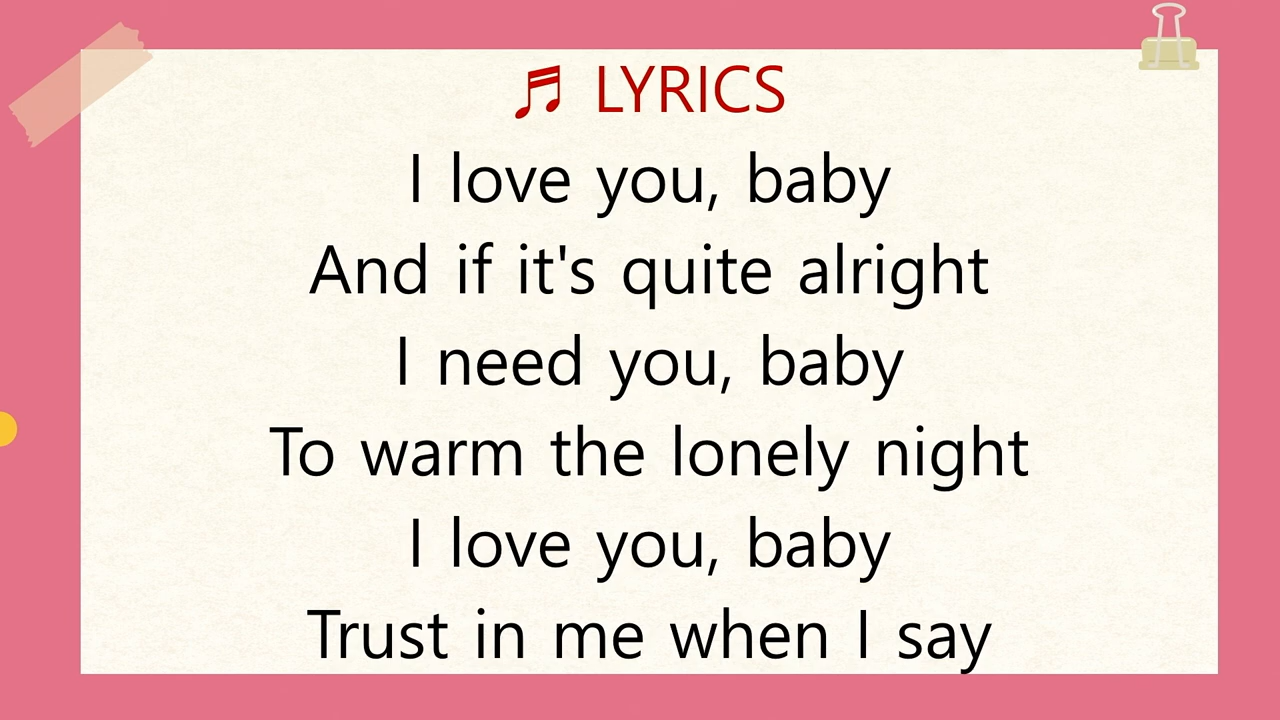 ♬ LYRICS
I love you, baby
And if it's quite alright
I need you, baby
To warm the lonely night
I love you, baby
Trust in me when I say